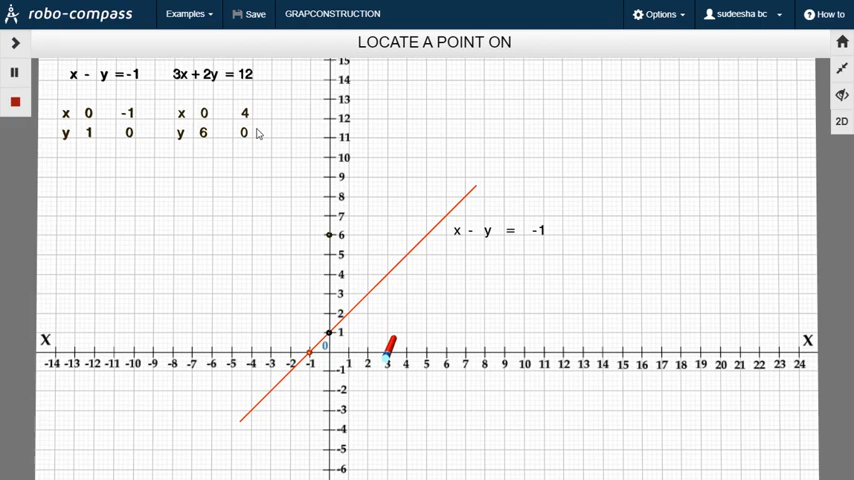 robo-compass Examples Save GRAPCONSTRUCTION Options sudeesha bc How to
LOCATE A POINT ON
2D
x - y = -1 3x + 2y = 12
x 0 -1 x 0 4
y 1 0 y 6 0
15
14
13
12
11
10
9
8
7
6
5
4
3
2
1
x - y = -1
X 0 X
-14 -13 -12 -11 -10 -9 -8 -7 -6 -5 -4 -3 -2 -1 1 2 3 4 5 6 7 8 9 10 11 12 13 14 15 16 17 18 19 20 21 22 23 24
-1
-2
-3
-4
-5
-6